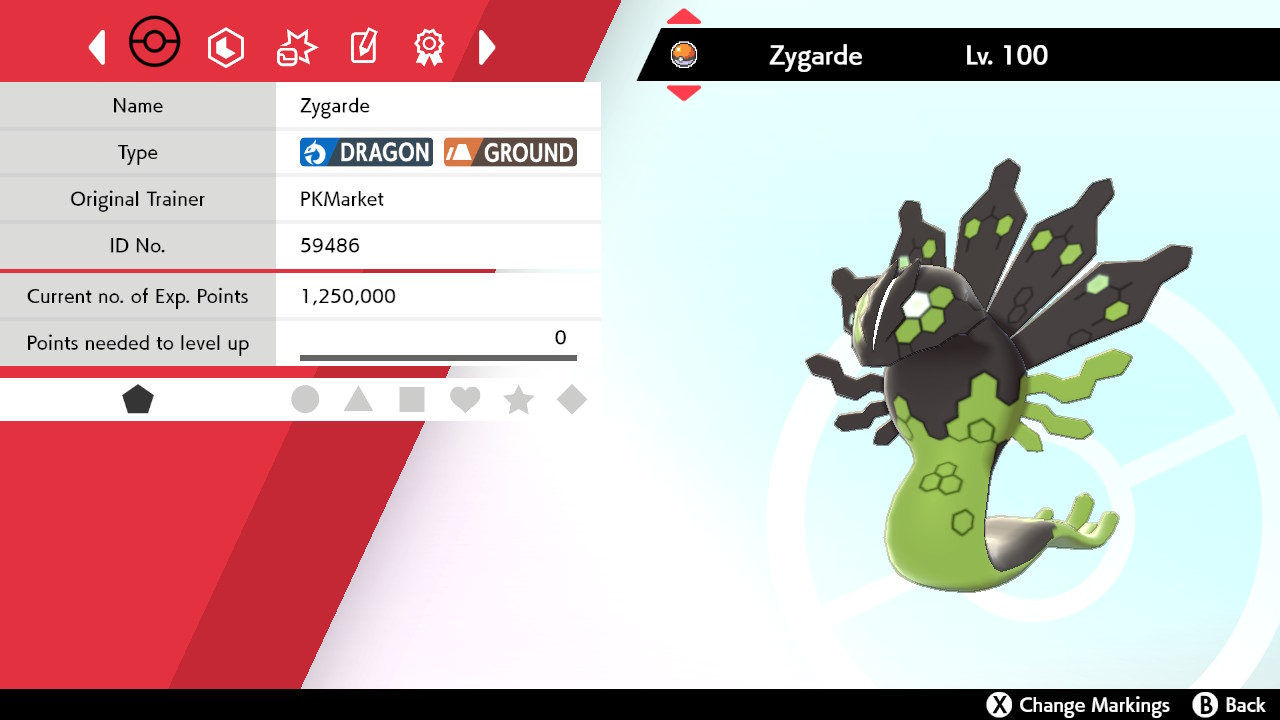 Zygarde Lv. 100
Name Zygarde
Type DRAGON GROUND
Original Trainer PKMarket
ID No. 59486
Current no. of Exp. Points 1,250,000
Points needed to level up 0
X Change Markings B Back